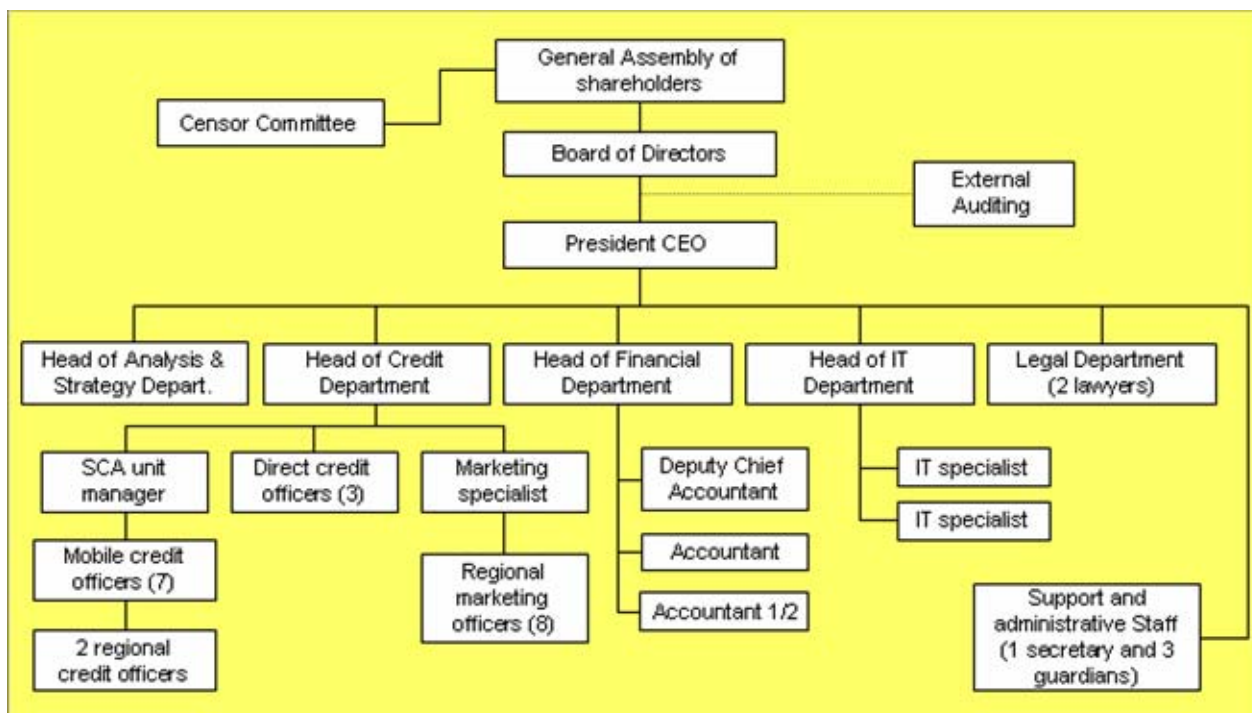 General Assembly of
shareholders
Censor Committee
Board of Directors
External
Auditing
President CEO
Head of Analysis &
Strategy Depart.
Head of Credit
Department
Head of Financial
Department
Head of IT
Department
Legal Department
(2 lawyers)
SCA unit
manager
Direct credit
officers (3)
Marketing
specialist
Deputy Chief
Accountant
IT specialist
IT specialist
Mobile credit
officers (7)
Regional
marketing
officers (8)
Accountant
Accountant 1/2
2 regional
credit officers
Support and
administrative Staff
(1 secretary and 3
guardians)